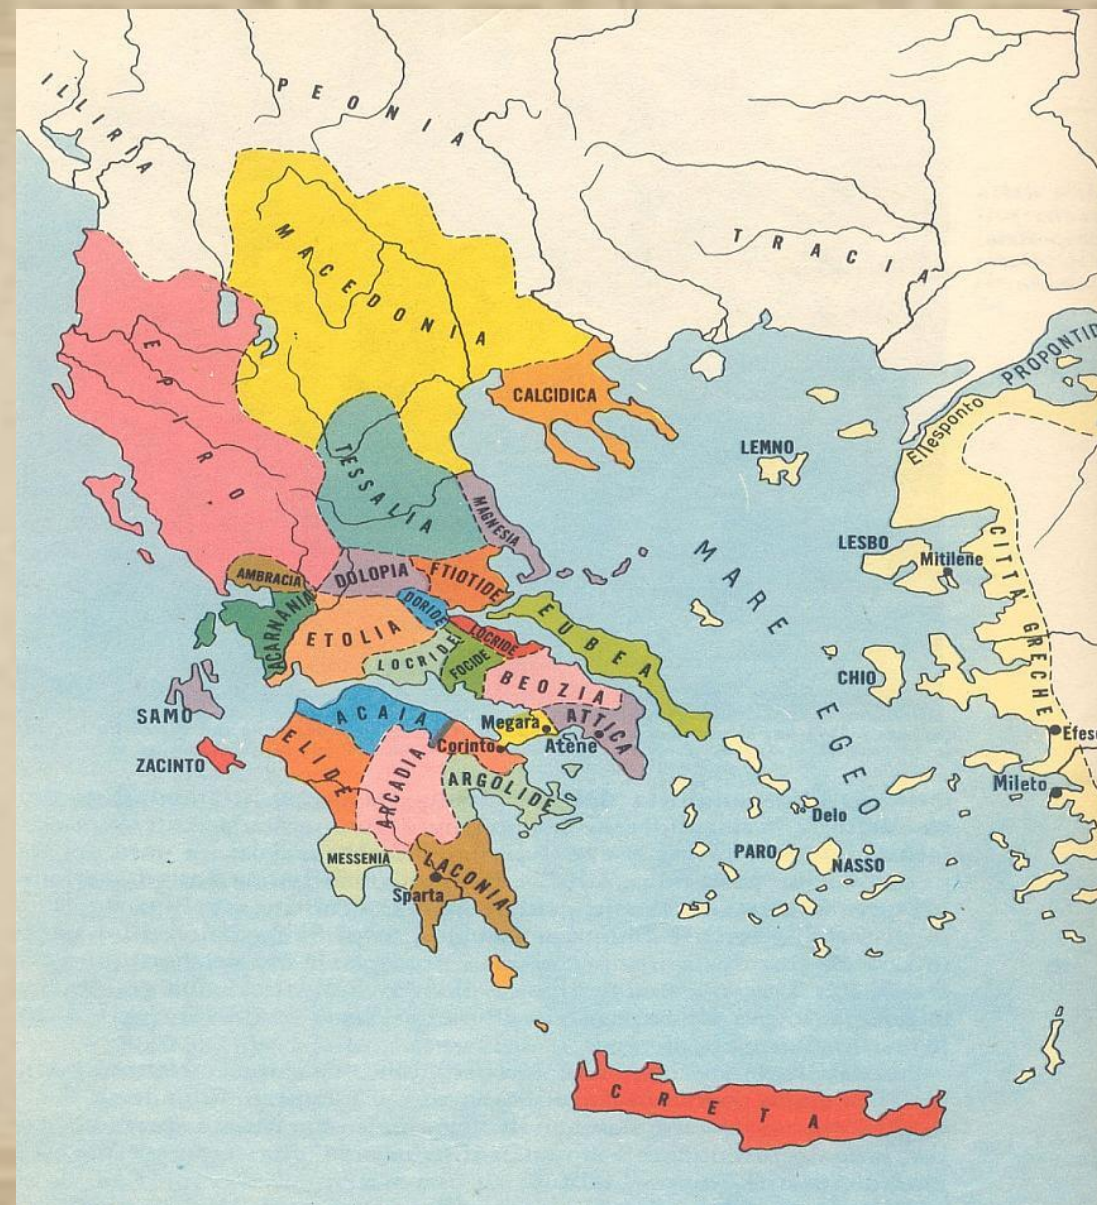 ILLIRIA
PEONIA
TRACIA
MACEDONIA
PROPONTID
EPIRO
CALCIDICA
Ellesponto
TESSALIA
LEMNO
MAGNESIA
MARE EGEO
LESBO
Mitilene
CITTÀ GRECHE
AMBRACIA
DOLOPIA
FTIOTIDE
ACARNANIA
DORIDE
EUBEA
ETOLIA
LOCRIDE
LOCRIDE
FOCIDE
BEOZIA
CHIO
SAMO
ACAIA
Megara
ATTICA
Efeso
ZACINTO
ELIDE
Corinto
Atene
ARCADIA
ARGOLIDE
Mileto
Delo
MESSENIA
LACONIA
PARO
NASSO
Sparta
CRETA